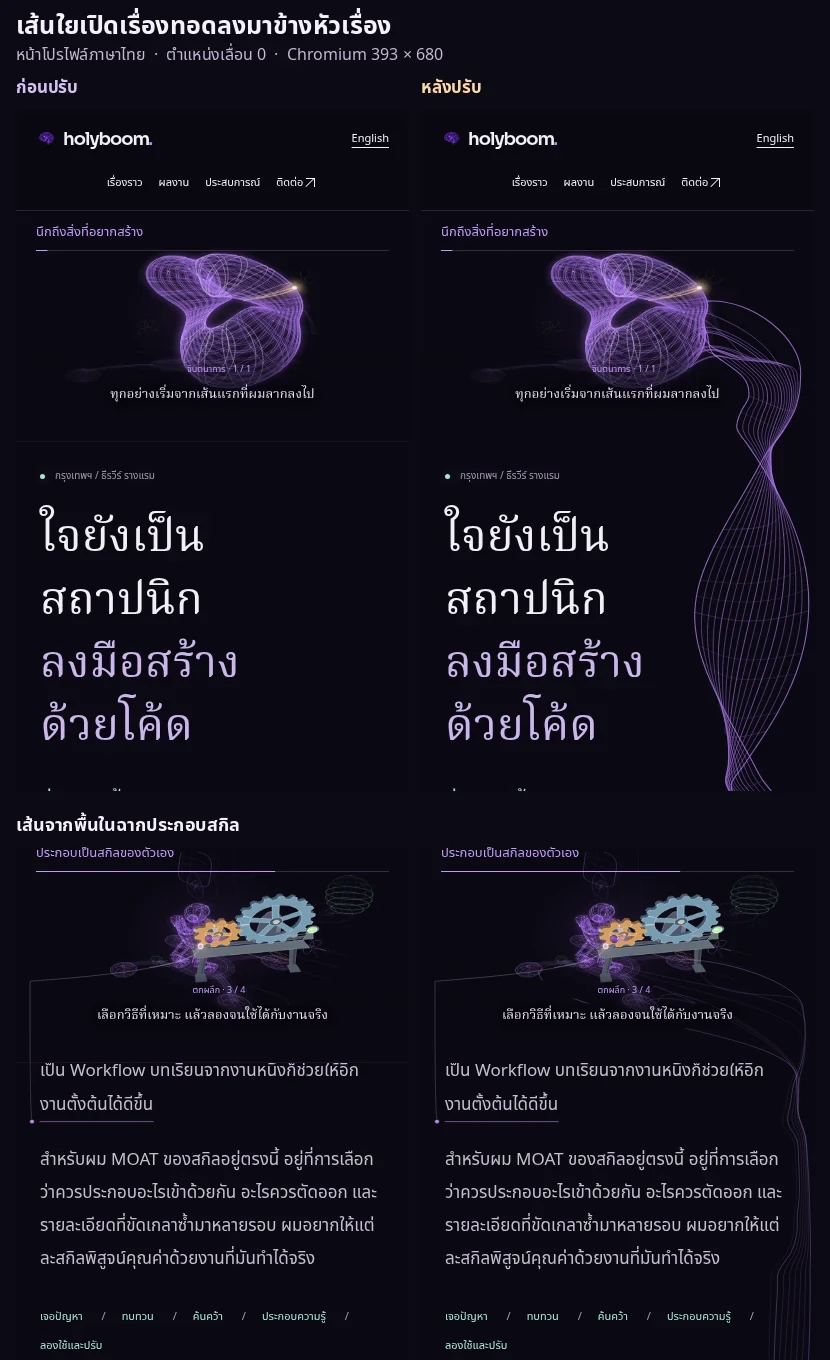 เส้นใยเปิดเรื่องทอดลงมาข้างหัวเรื่อง
หน้าโปรไฟล์ภาษาไทย · ตำแหน่งเลื่อน 0 · Chromium 393 × 680
ก่อนปรับ
หลังปรับ
holyboom.
English
เรื่องราว ผลงาน ประสบการณ์ ติดต่อ
นึกถึงสิ่งที่อยากสร้าง
จินตนาการ · 1 / 1
ทุกอย่างเริ่มจากเส้นแรกที่ผมลากลงไป
กรุงเทพฯ / ธีรวีร์ รางแรม
ใจยังเป็น
สถาปนิก
ลงมือสร้าง
ด้วยโค้ด
holyboom.
English
เรื่องราว ผลงาน ประสบการณ์ ติดต่อ
นึกถึงสิ่งที่อยากสร้าง
จินตนาการ · 1 / 1
ทุกอย่างเริ่มจากเส้นแรกที่ผมลากลงไป
กรุงเทพฯ / ธีรวีร์ รางแรม
ใจยังเป็น
สถาปนิก
ลงมือสร้าง
ด้วยโค้ด
เส้นจากพื้นในฉากประกอบสกิล
ประกอบเป็นสกิลของตัวเอง
ตกผลึก · 3 / 4
เลือกวิธีที่เหมาะ แล้วลองจนใช้ได้กับงานจริง
เป็น Workflow บทเรียนจากงานหนึ่งก็ช่วยให้อีก
งานตั้งต้นได้ดีขึ้น
สำหรับผม MOAT ของสกิลอยู่ตรงนี้ อยู่ที่การเลือก
ว่าควรประกอบอะไรเข้าด้วยกัน อะไรควรตัดออก และ
รายละเอียดที่ขัดเกลาซ้ำมาหลายรอบ ผมอยากให้แต่
ละสกิลพิสูจน์คุณค่าด้วยงานที่มันทำได้จริง
เจอปัญหา / ทบทวน / ค้นคว้า / ประกอบความรู้ /
ลองใช้และปรับ
ประกอบเป็นสกิลของตัวเอง
ตกผลึก · 3 / 4
เลือกวิธีที่เหมาะ แล้วลองจนใช้ได้กับงานจริง
เป็น Workflow บทเรียนจากงานหนึ่งก็ช่วยให้อีก
งานตั้งต้นได้ดีขึ้น
สำหรับผม MOAT ของสกิลอยู่ตรงนี้ อยู่ที่การเลือก
ว่าควรประกอบอะไรเข้าด้วยกัน อะไรควรตัดออก และ
รายละเอียดที่ขัดเกลาซ้ำมาหลายรอบ ผมอยากให้แต่
ละสกิลพิสูจน์คุณค่าด้วยงานที่มันทำได้จริง
เจอปัญหา / ทบทวน / ค้นคว้า / ประกอบความรู้ /
ลองใช้และปรับ